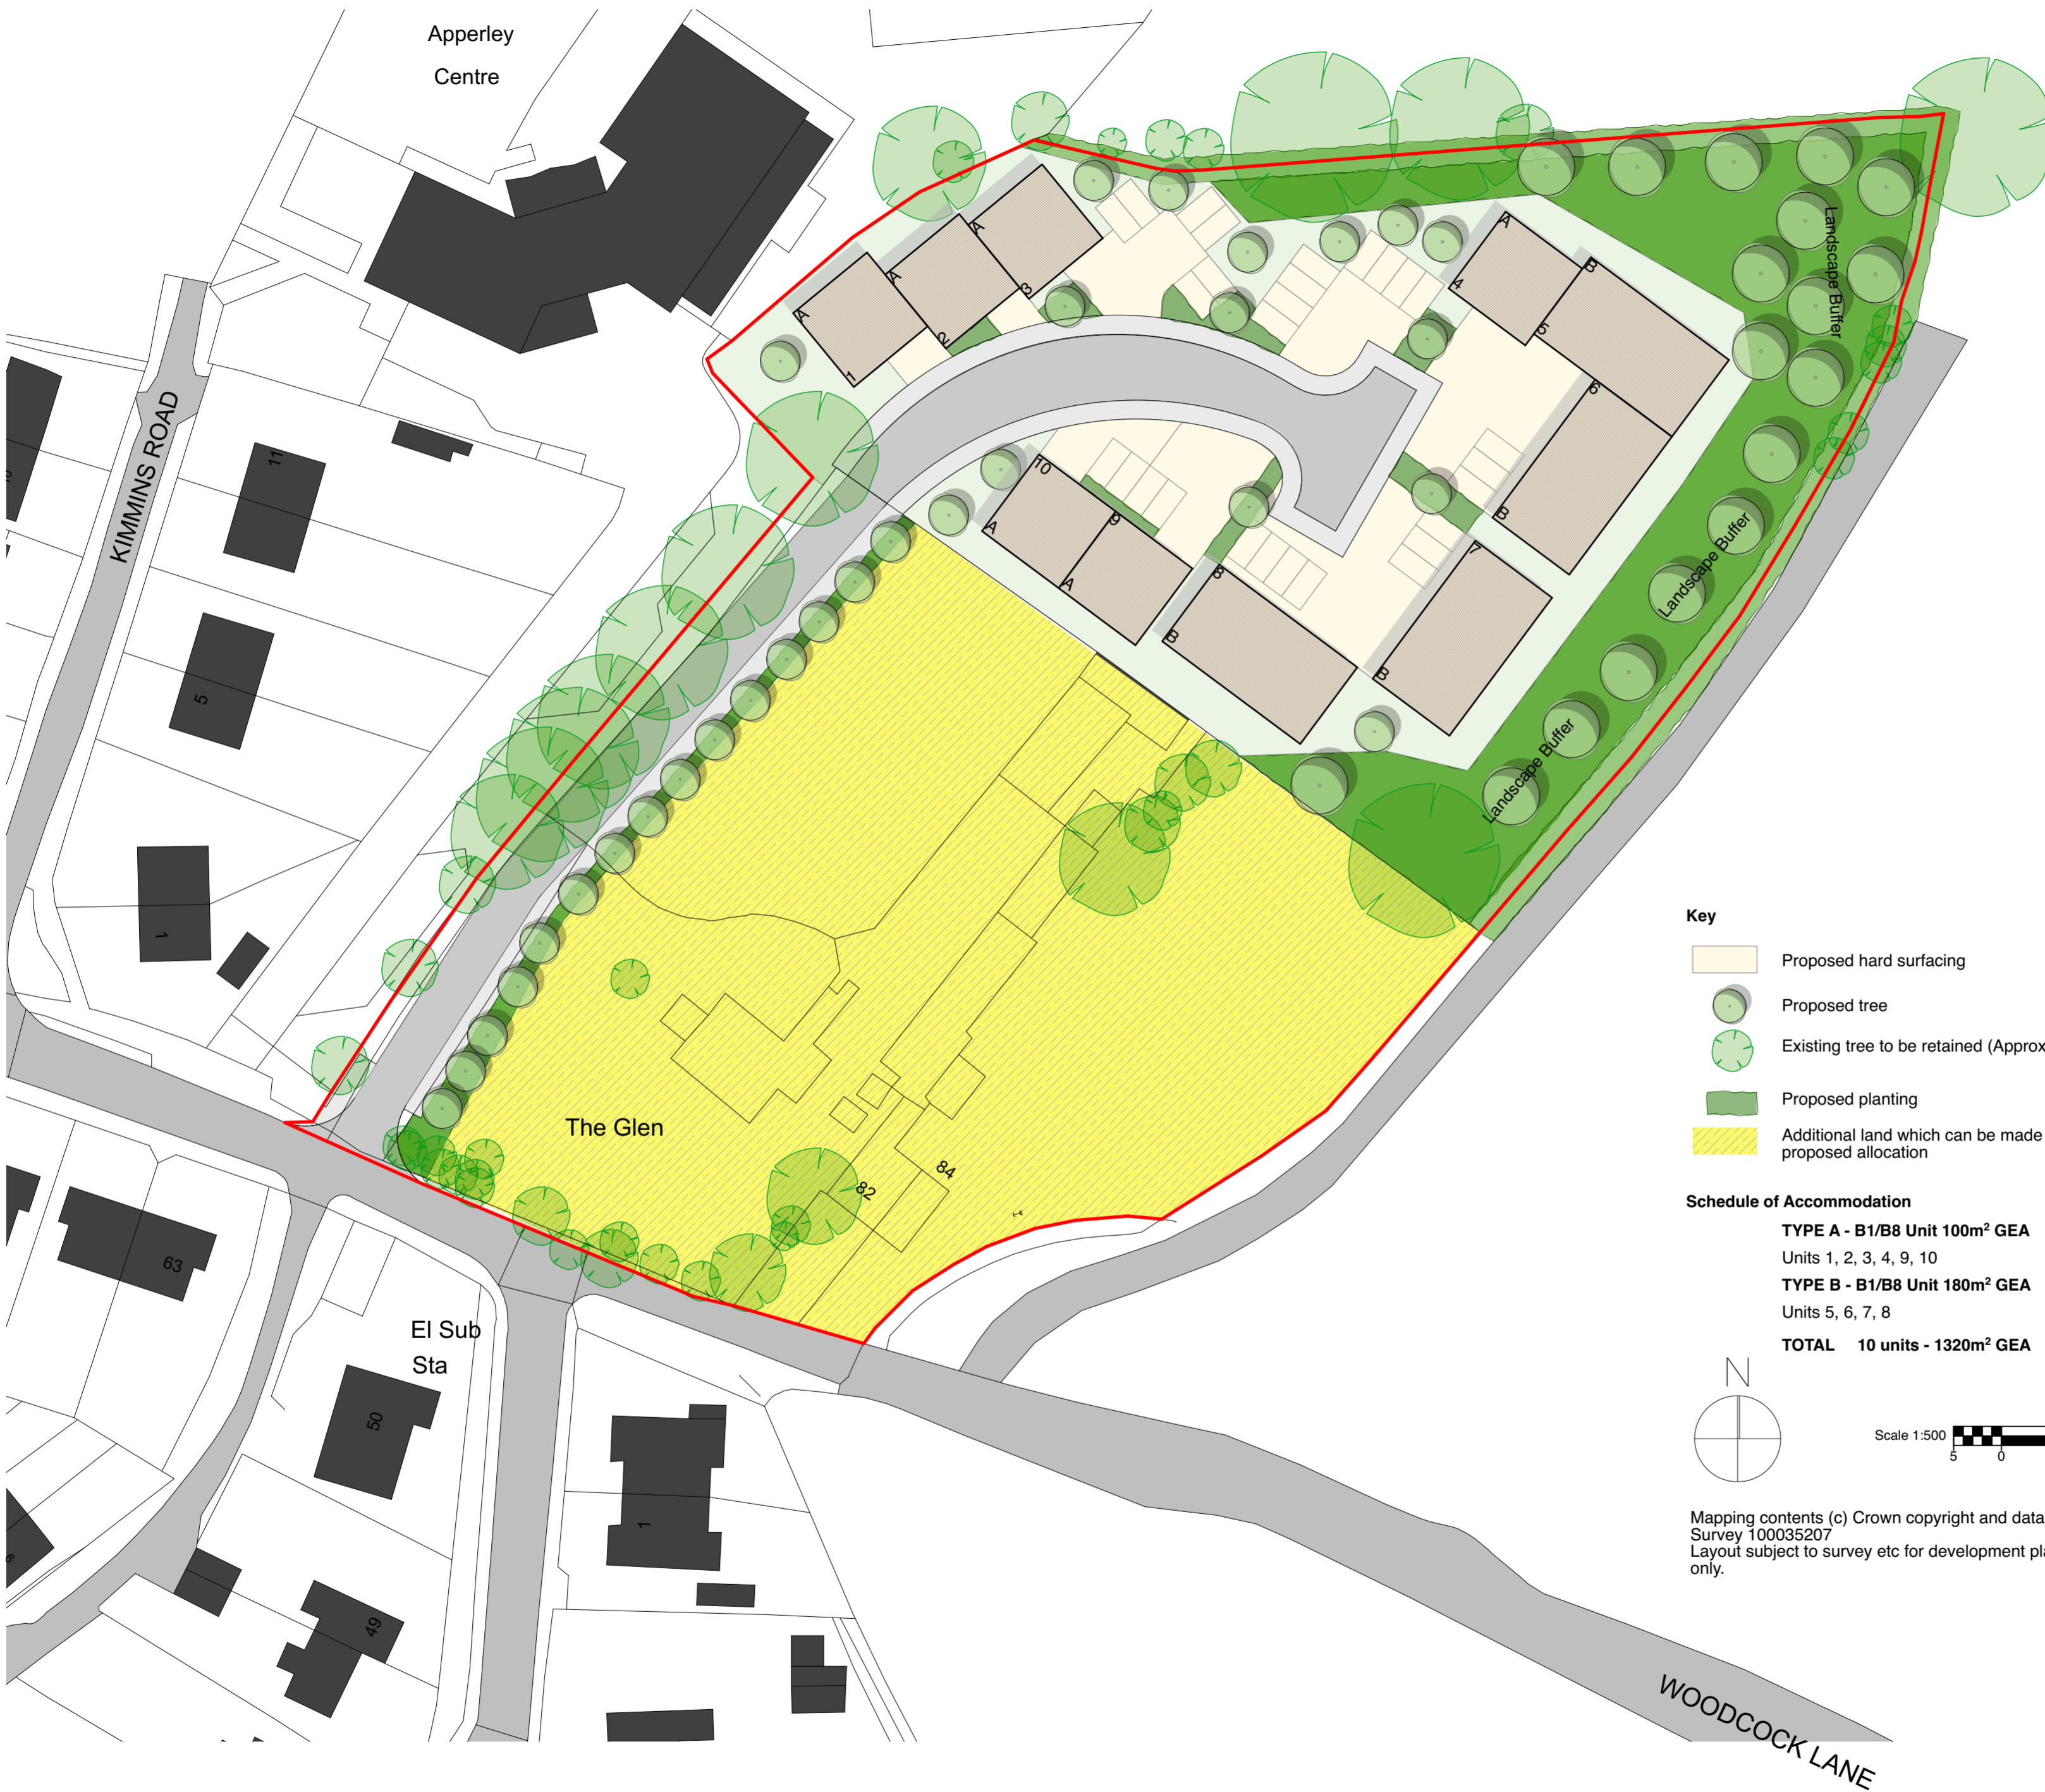 Apperley
Centre
KIMMINS ROAD
11
5
1
A
A
A
1
2
3
A
B
4
5
6
B
7
B
8
B
9
10
A
A
Landscape Buffer
Landscape Buffer
Landscape Buffer
Landscape Buffer
The Glen
82
84
63
El Sub
Sta
50
49
1
WOODCOCK LANE
Key
Proposed hard surfacing
Proposed tree
Existing tree to be retained (Approx
Proposed planting
Additional land which can be made
proposed allocation
Schedule of Accommodation
TYPE A - B1/B8 Unit 100m² GEA
Units 1, 2, 3, 4, 9, 10
TYPE B - B1/B8 Unit 180m² GEA
Units 5, 6, 7, 8
TOTAL 10 units - 1320m² GEA
N
Scale 1:500
5 0
Mapping contents (c) Crown copyright and data
Survey 100035207
Layout subject to survey etc for development pla
only.